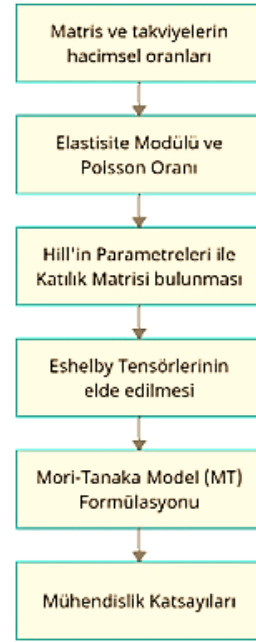 Matris ve takviyelerin
hacimsel oranları
Elastisite Modülü ve
Poisson Oranı
Hill'in Parametreleri ile
Katılık Matrisi bulunması
Eshelby Tensörlerinin
elde edilmesi
Mori-Tanaka Model (MT)
Formülasyonu
Mühendislik Katsayıları